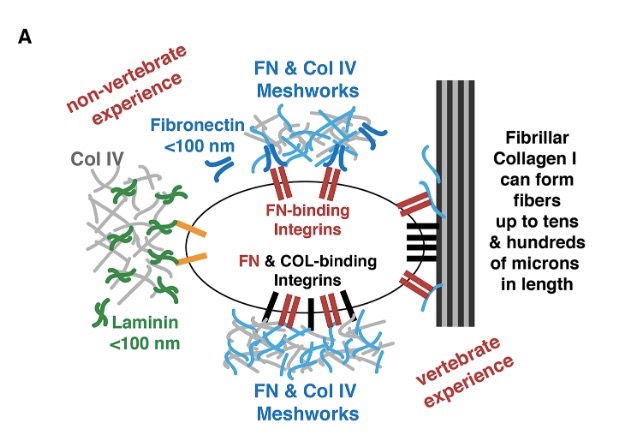 A
non-vertebrate
experience
FN & Col IV
Meshworks
Fibronectin
<100 nm
Col IV
FN-binding
Integrins
FN & COL-binding
Integrins
Laminin
<100 nm
FN & Col IV
Meshworks
Fibrillar
Collagen I
can form
fibers
up to tens
& hundreds
of microns
in length
vertebrate
experience